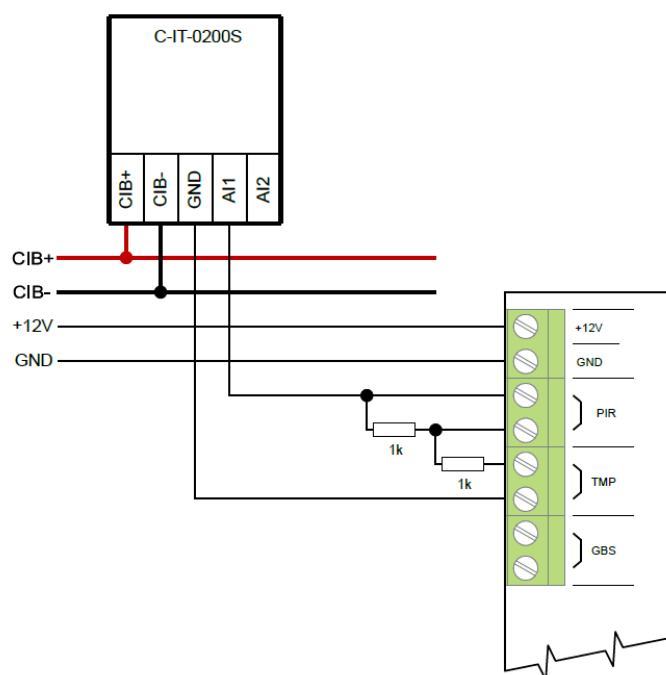 C-IT-0200S
CIB+
CIB-
GND
AI1
AI2
CIB+
CIB-
+12V
GND
+12V
GND
PIR
1k
1k
TMP
GBS